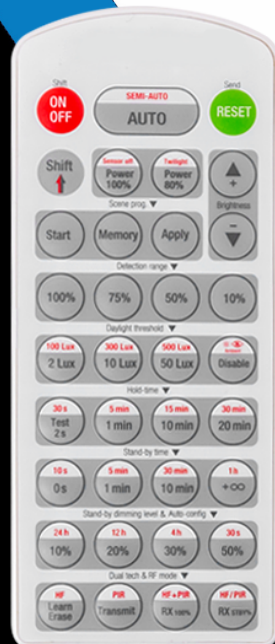 Shift
Send
ON
OFF
SEMI-AUTO
AUTO
RESET
Shift
Sensor off
Power
100%
Twilight
Power
80%
+
Brightness
−
Scene prog. ▼
Start
Memory
Apply
Detection range ▼
100%
75%
50%
10%
Daylight threshold ▼
100 Lux
2 Lux
300 Lux
10 Lux
500 Lux
50 Lux
Disable
Hold-time ▼
30 s
Test
2s
5 min
1 min
15 min
10 min
30 min
20 min
Stand-by time ▼
10 s
0s
5 min
1 min
30 min
10 min
1 h
+∞
Stand-by dimming level & Auto-config ▼
24 h
10%
12 h
20%
4 h
30%
30 s
50%
Dual tech & RF mode ▼
HF
Learn
Erase
PIR
Transmit
HF+PIR
RX 100%
HF/PIR
RX